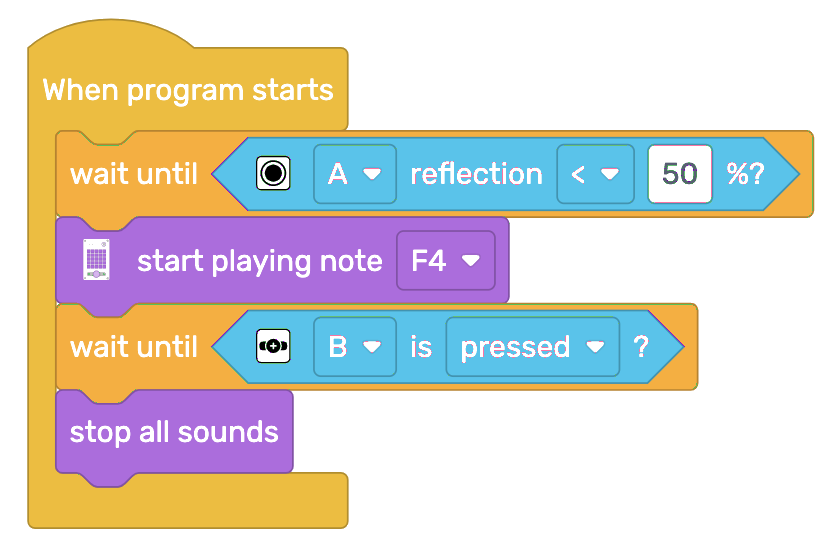 When program starts
wait until A reflection < 50 %?
start playing note F4
wait until B is pressed ?
stop all sounds